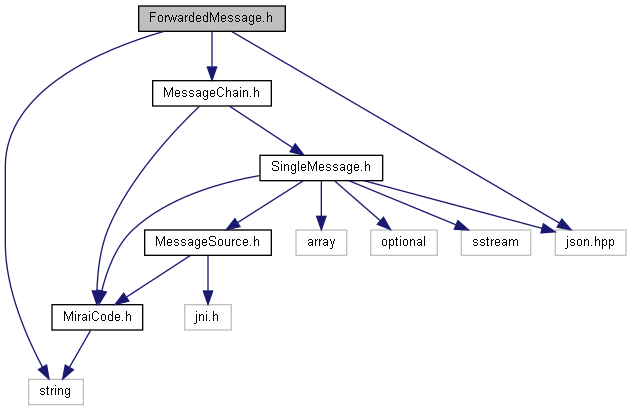 ForwardedMessage.h
MessageChain.h
SingleMessage.h
MessageSource.h
array
optional
sstream
json.hpp
MiraiCode.h
jni.h
string